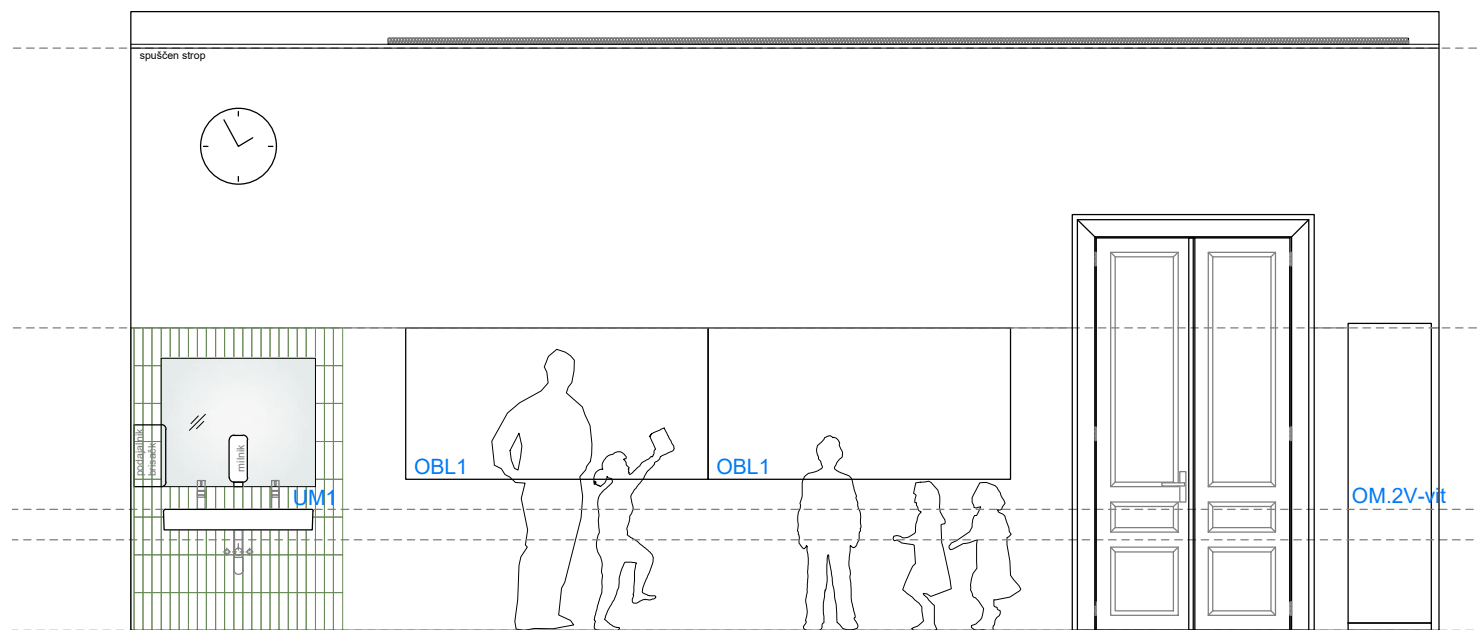 spuščen strop
podajalnik
brisačk
milnik
UM1
OBL1
OBL1
OM.2V-vit